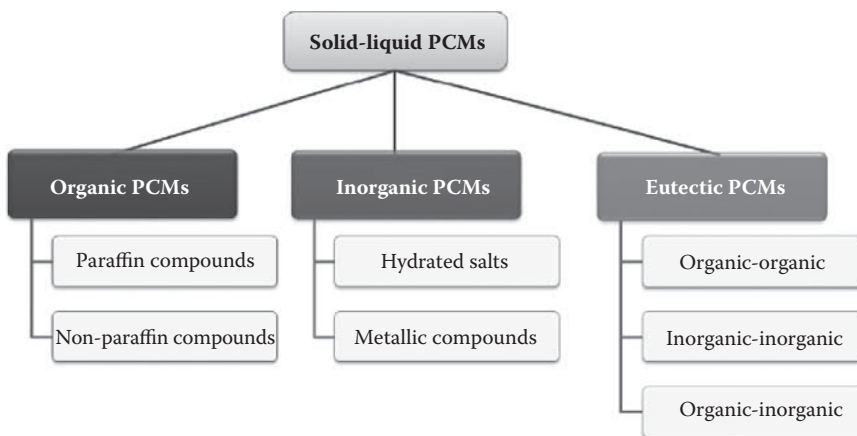 Solid-liquid PCMs
Organic PCMs
Inorganic PCMs
Eutectic PCMs
Paraffin compounds
Non-paraffin compounds
Hydrated salts
Metallic compounds
Organic-organic
Inorganic-inorganic
Organic-inorganic